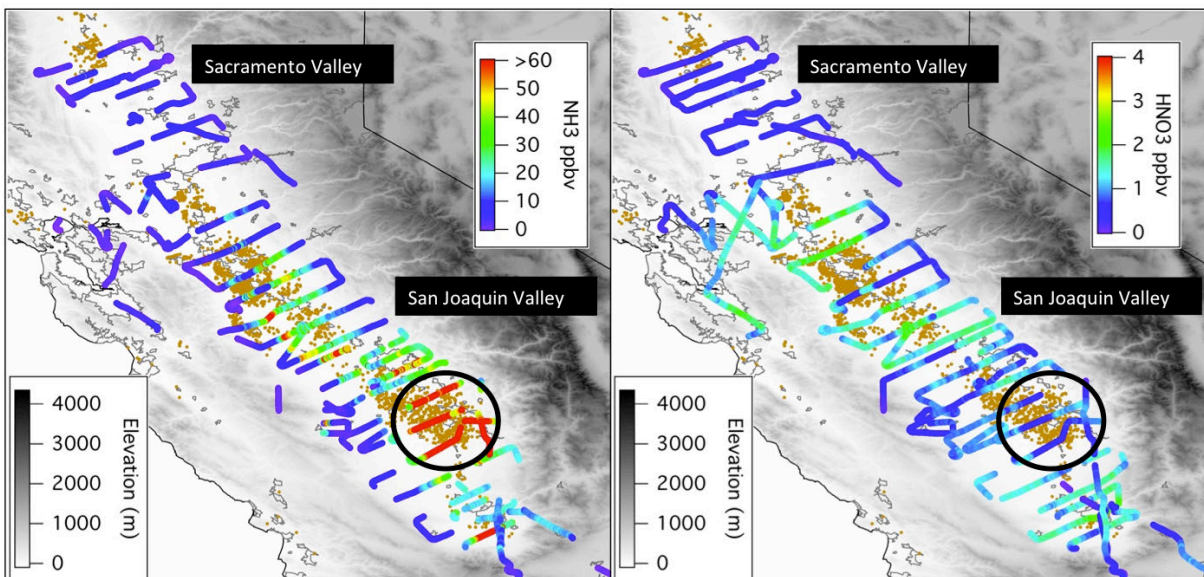 Sacramento Valley
>60
50
40
30
20
10
0
NH3 ppbv
San Joaquin Valley
4000
3000
2000
1000
0
Elevation (m)
Sacramento Valley
4
3
2
1
0
HNO3 ppbv
San Joaquin Valley
4000
3000
2000
1000
0
Elevation (m)